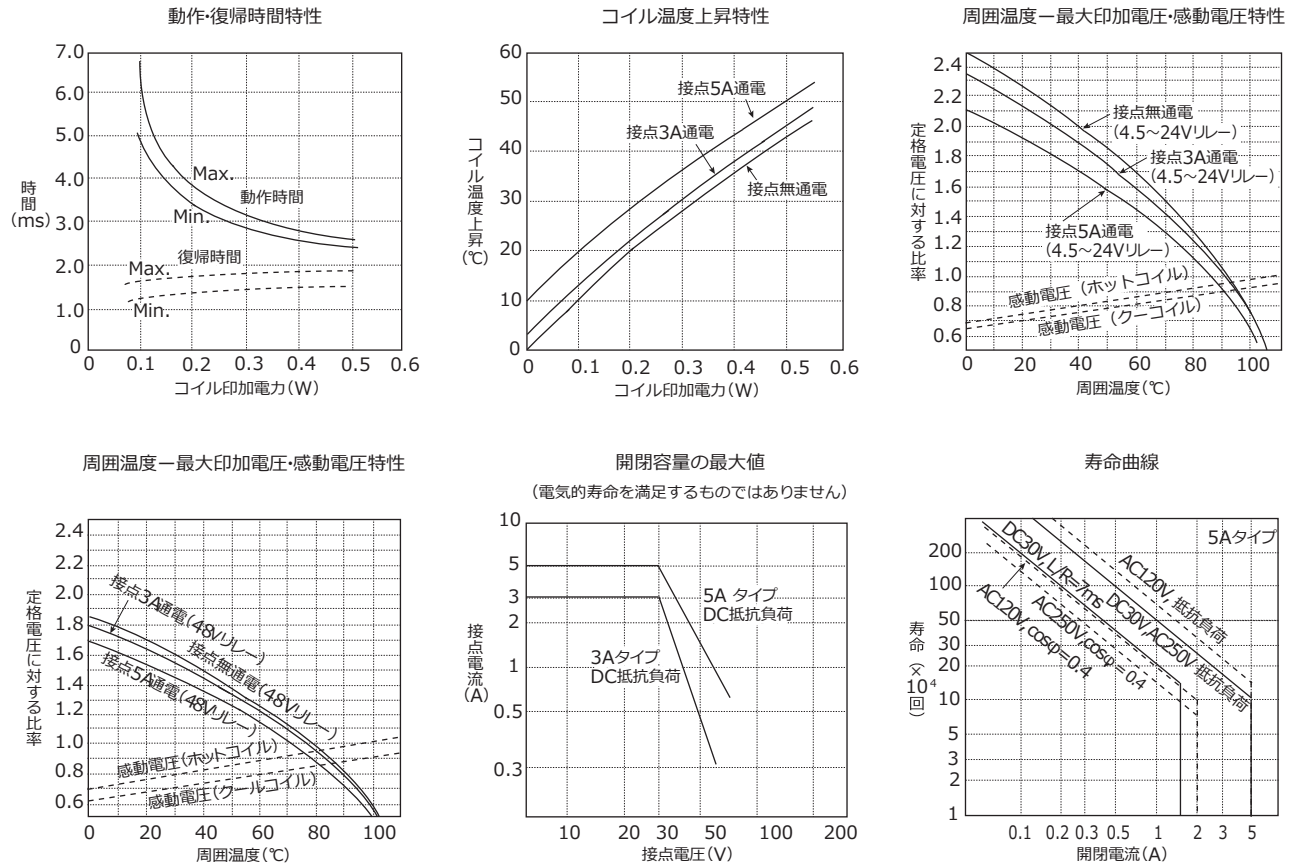 動作・復帰時間特性
7.0
6.0
5.0
4.0
3.0
2.0
1.0
0
時間(ms)
Max.
動作時間
Min.
復帰時間
Max.
Min.
0 0.1 0.2 0.3 0.4 0.5 0.6
コイル印加電力(W)
コイル温度上昇特性
60
50
40
30
20
10
0
コイル温度上昇(℃)
接点5A通電
接点3A通電
接点無通電
0 0.1 0.2 0.3 0.4 0.5 0.6
コイル印加電力(W)
周囲温度ー最大印加電圧・感動電圧特性
2.4
2.2
2.0
1.8
1.6
1.4
1.2
1.0
0.8
0.6
定格電圧に対する比率
接点無通電
(4.5~24Vリレー)
接点3A通電
(4.5~24Vリレー)
接点5A通電
(4.5~24Vリレー)
感動電圧(ホットコイル)
感動電圧(クーコイル)
0 20 40 60 80 100
周囲温度(℃)
周囲温度ー最大印加電圧・感動電圧特性
2.4
2.2
2.0
1.8
1.6
1.4
1.2
1.0
0.8
0.6
定格電圧に対する比率
接点3A通電(48Vリレー)
接点無通電(48Vリレー)
接点5A通電(48Vリレー)
感動電圧(ホットコイル)
感動電圧(クールコイル)
0 20 40 60 80 100
周囲温度(℃)
開閉容量の最大値
(電気的寿命を満足するものではありません)
10
5
3
2
1
0.5
0.3
接点電流(A)
5A タイプ
DC抵抗負荷
3Aタイプ
DC抵抗負荷
10 20 30 50 100 200
接点電圧(V)
寿命曲線
5Aタイプ
200
100
50
30
20
10
5
3
2
1
寿命(×10⁴回)
AC120V 抵抗負荷
DC30V,AC250V 抵抗負荷
DC30V,L/R=7ms
AC250V,cosφ=0.4
AC120V,cosφ=0.4
0.1 0.2 0.3 0.5 1 2 3 5
開閉電流(A)